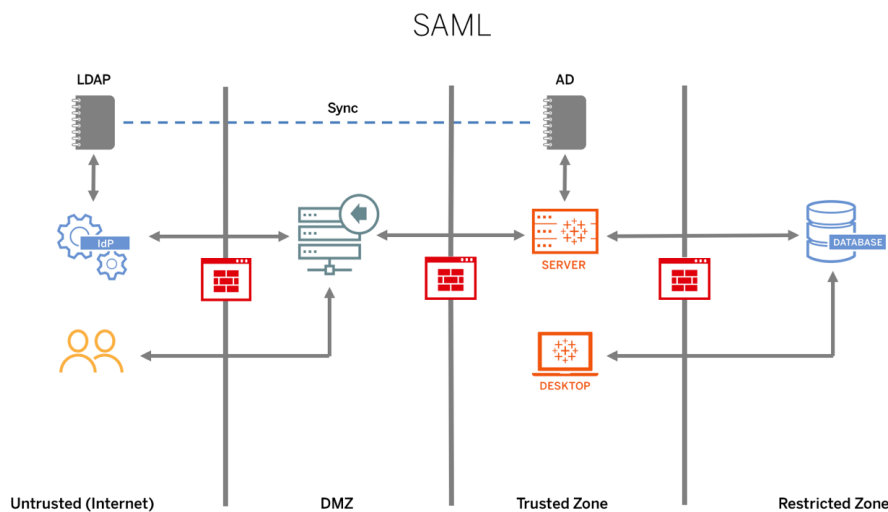 SAML
LDAP
AD
Sync
IdP
SERVER
DATABASE
DESKTOP
Untrusted (Internet)
DMZ
Trusted Zone
Restricted Zone